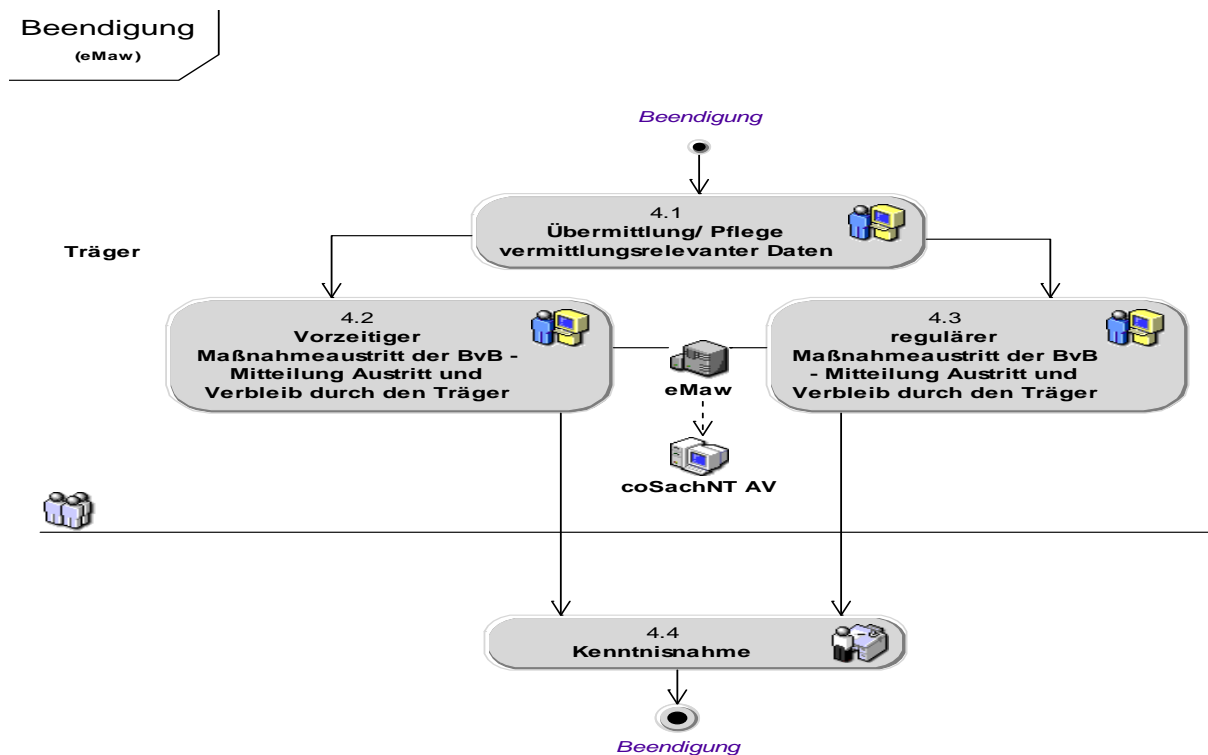 Beendigung
(eMaw)
Beendigung
4.1
Übermittlung/ Pflege
vermittlungsrelevanter Daten
Träger
4.2
Vorzeitiger
Maßnahmeaustritt der BvB -
Mitteilung Austritt und
Verbleib durch den Träger
4.3
regulärer
Maßnahmeaustritt der BvB
- Mitteilung Austritt und
Verbleib durch den Träger
eMaw
coSachNT AV
4.4
Kenntnisnahme
Beendigung